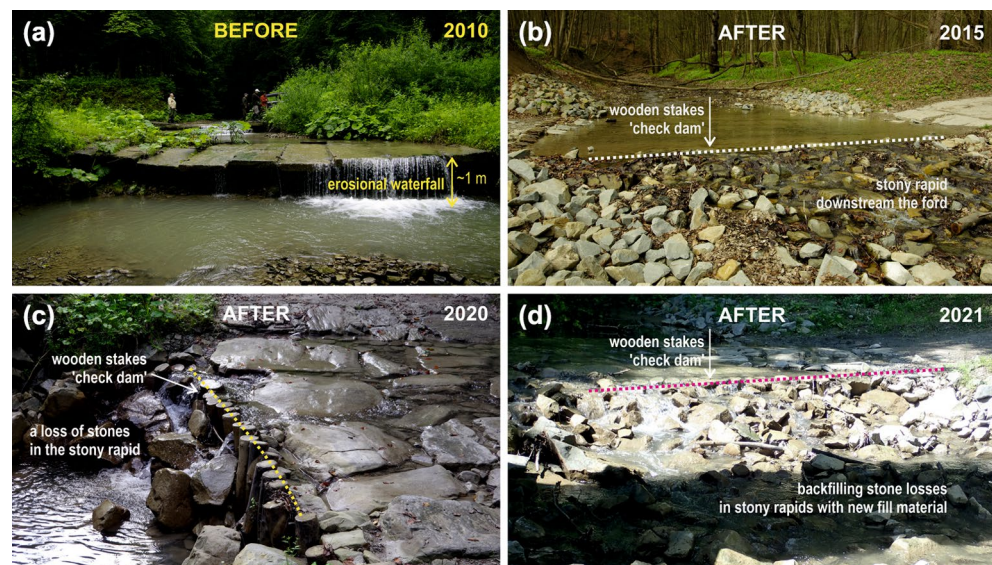 (a)
BEFORE
2010
erosional waterfall
~1 m
(b)
AFTER
2015
wooden stakes
'check dam'
stony rapid
downstream the ford
(c)
AFTER
2020
wooden stakes
'check dam'
a loss of stones
in the stony rapid
(d)
AFTER
2021
wooden stakes
'check dam'
backfilling stone losses
in stony rapids with new fill material